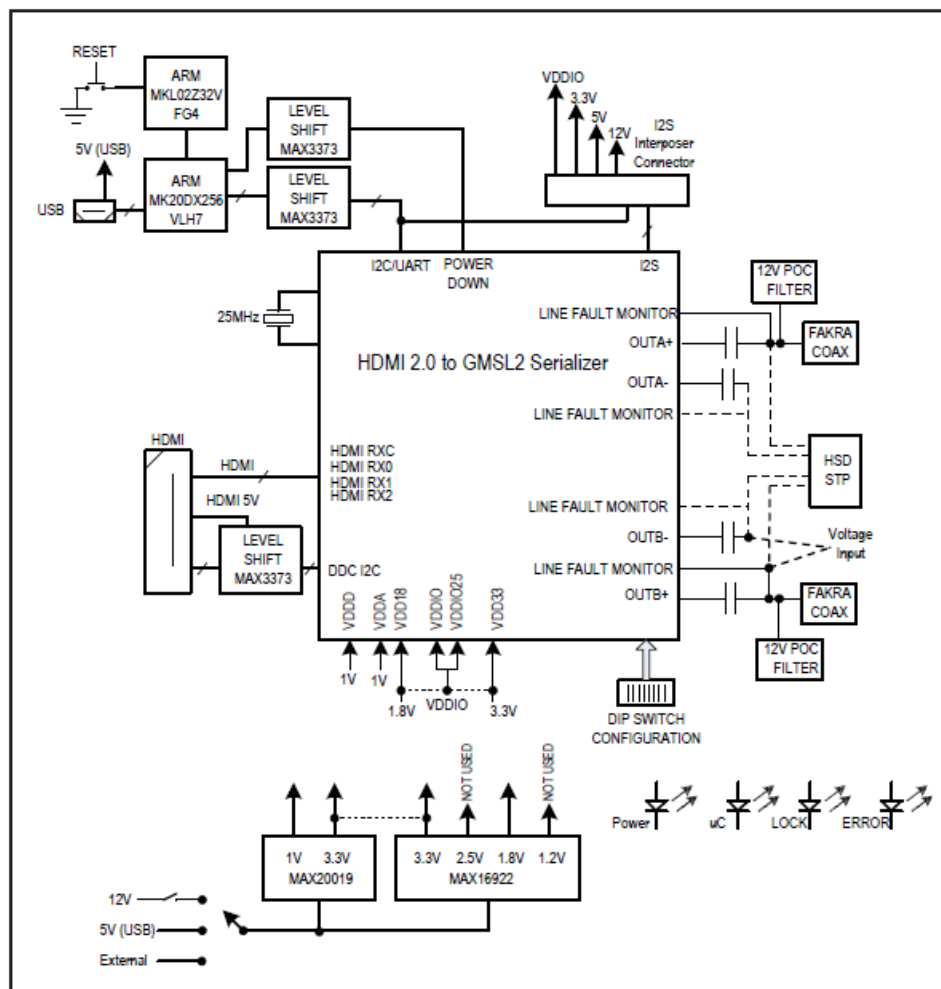 RESET
ARM
MKL02Z32V
FG4
5V (USB)
USB
ARM
MK20DX256
VLH7
LEVEL
SHIFT
MAX3373
LEVEL
SHIFT
MAX3373
VDDIO
3.3V
5V
12V
I2S
Interposer
Connector
I2C/UART
POWER
DOWN
I2S
25MHz
HDMI 2.0 to GMSL2 Serializer
LINE FAULT MONITOR
OUTA+
OUTA-
LINE FAULT MONITOR
12V POC
FILTER
FAKRA
COAX
HSD
STP
HDMI
HDMI
HDMI 5V
LEVEL
SHIFT
MAX3373
HDMI RXC
HDMI RX0
HDMI RX1
HDMI RX2
DDC I2C
LINE FAULT MONITOR
OUTB-
LINE FAULT MONITOR
OUTB+
Voltage
Input
FAKRA
COAX
12V POC
FILTER
VDDD
VDDA
VDD18
VDDIO
VDDIO25
VDD33
1V
1V
1.8V
VDDIO
3.3V
DIP SWITCH
CONFIGURATION
NOT USED
NOT USED
1V 3.3V
MAX20019
3.3V 2.5V 1.8V 1.2V
MAX16922
Power
uC
LOCK
ERROR
12V
5V (USB)
External